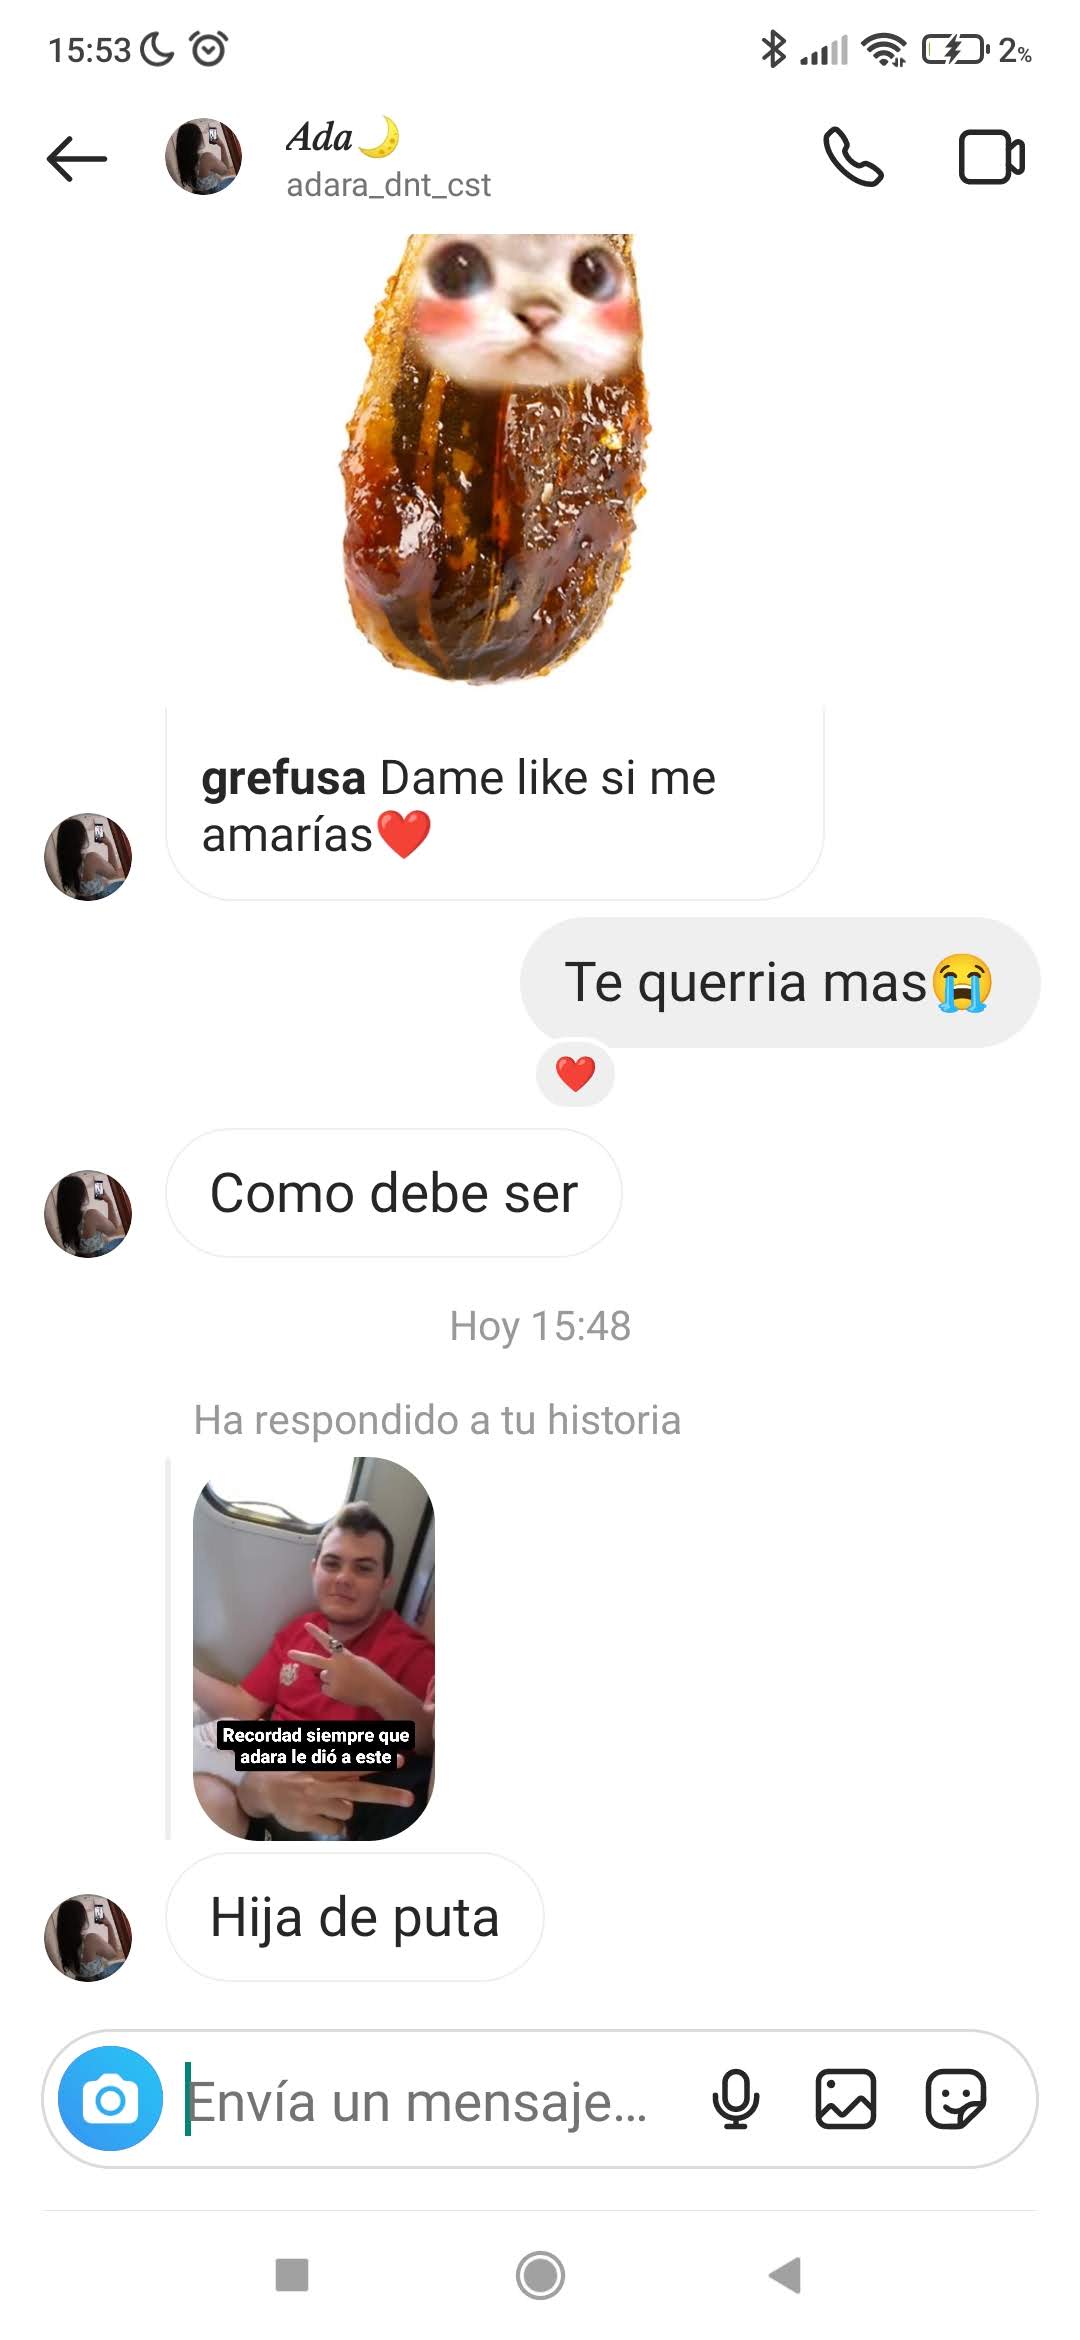 15:53
2%
Ada🌙
adara_dnt_cst
grefusa Dame like si me
amarías❤️
Te querria mas😭
❤️
Como debe ser
Hoy 15:48
Ha respondido a tu historia
Recordad siempre que
adara le dió a este
Hija de puta
Envía un mensaje...